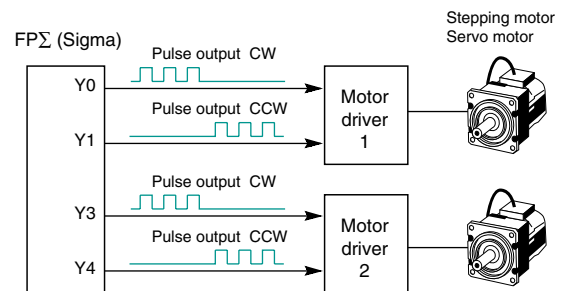 Stepping motor
Servo motor
FPΣ (Sigma)
Pulse output CW
Y0
Pulse output CCW
Y1
Motor
driver
1
Pulse output CW
Y3
Pulse output CCW
Y4
Motor
driver
2